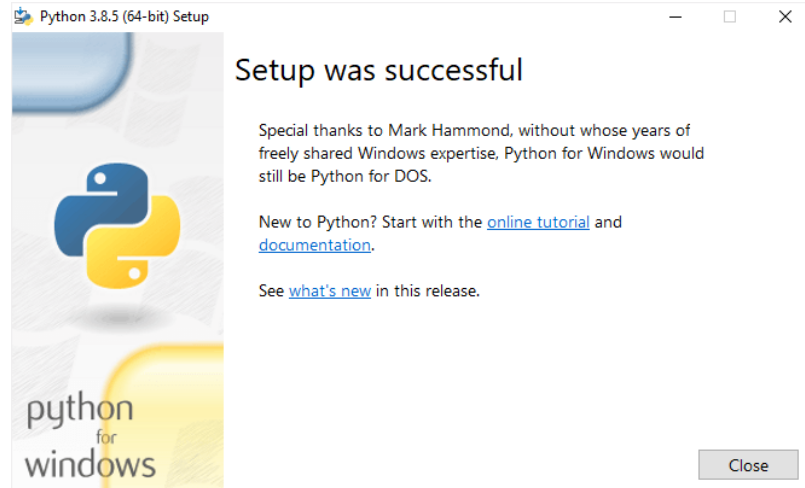 Python 3.8.5 (64-bit) Setup
Setup was successful
Special thanks to Mark Hammond, without whose years of
freely shared Windows expertise, Python for Windows would
still be Python for DOS.
New to Python? Start with the online tutorial and
documentation.
See what's new in this release.
python
for
windows
Close